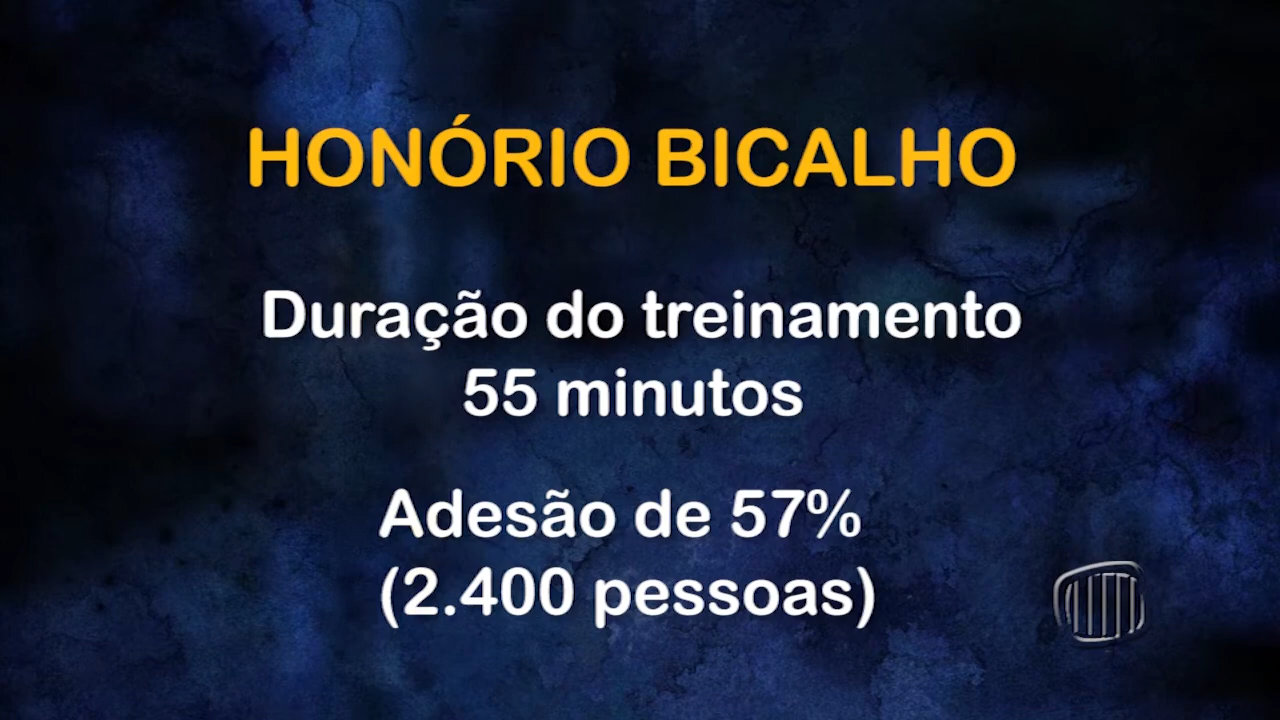 HONÓRIO BICALHO
Duração do treinamento
55 minutos
Adesão de 57%
(2.400 pessoas)